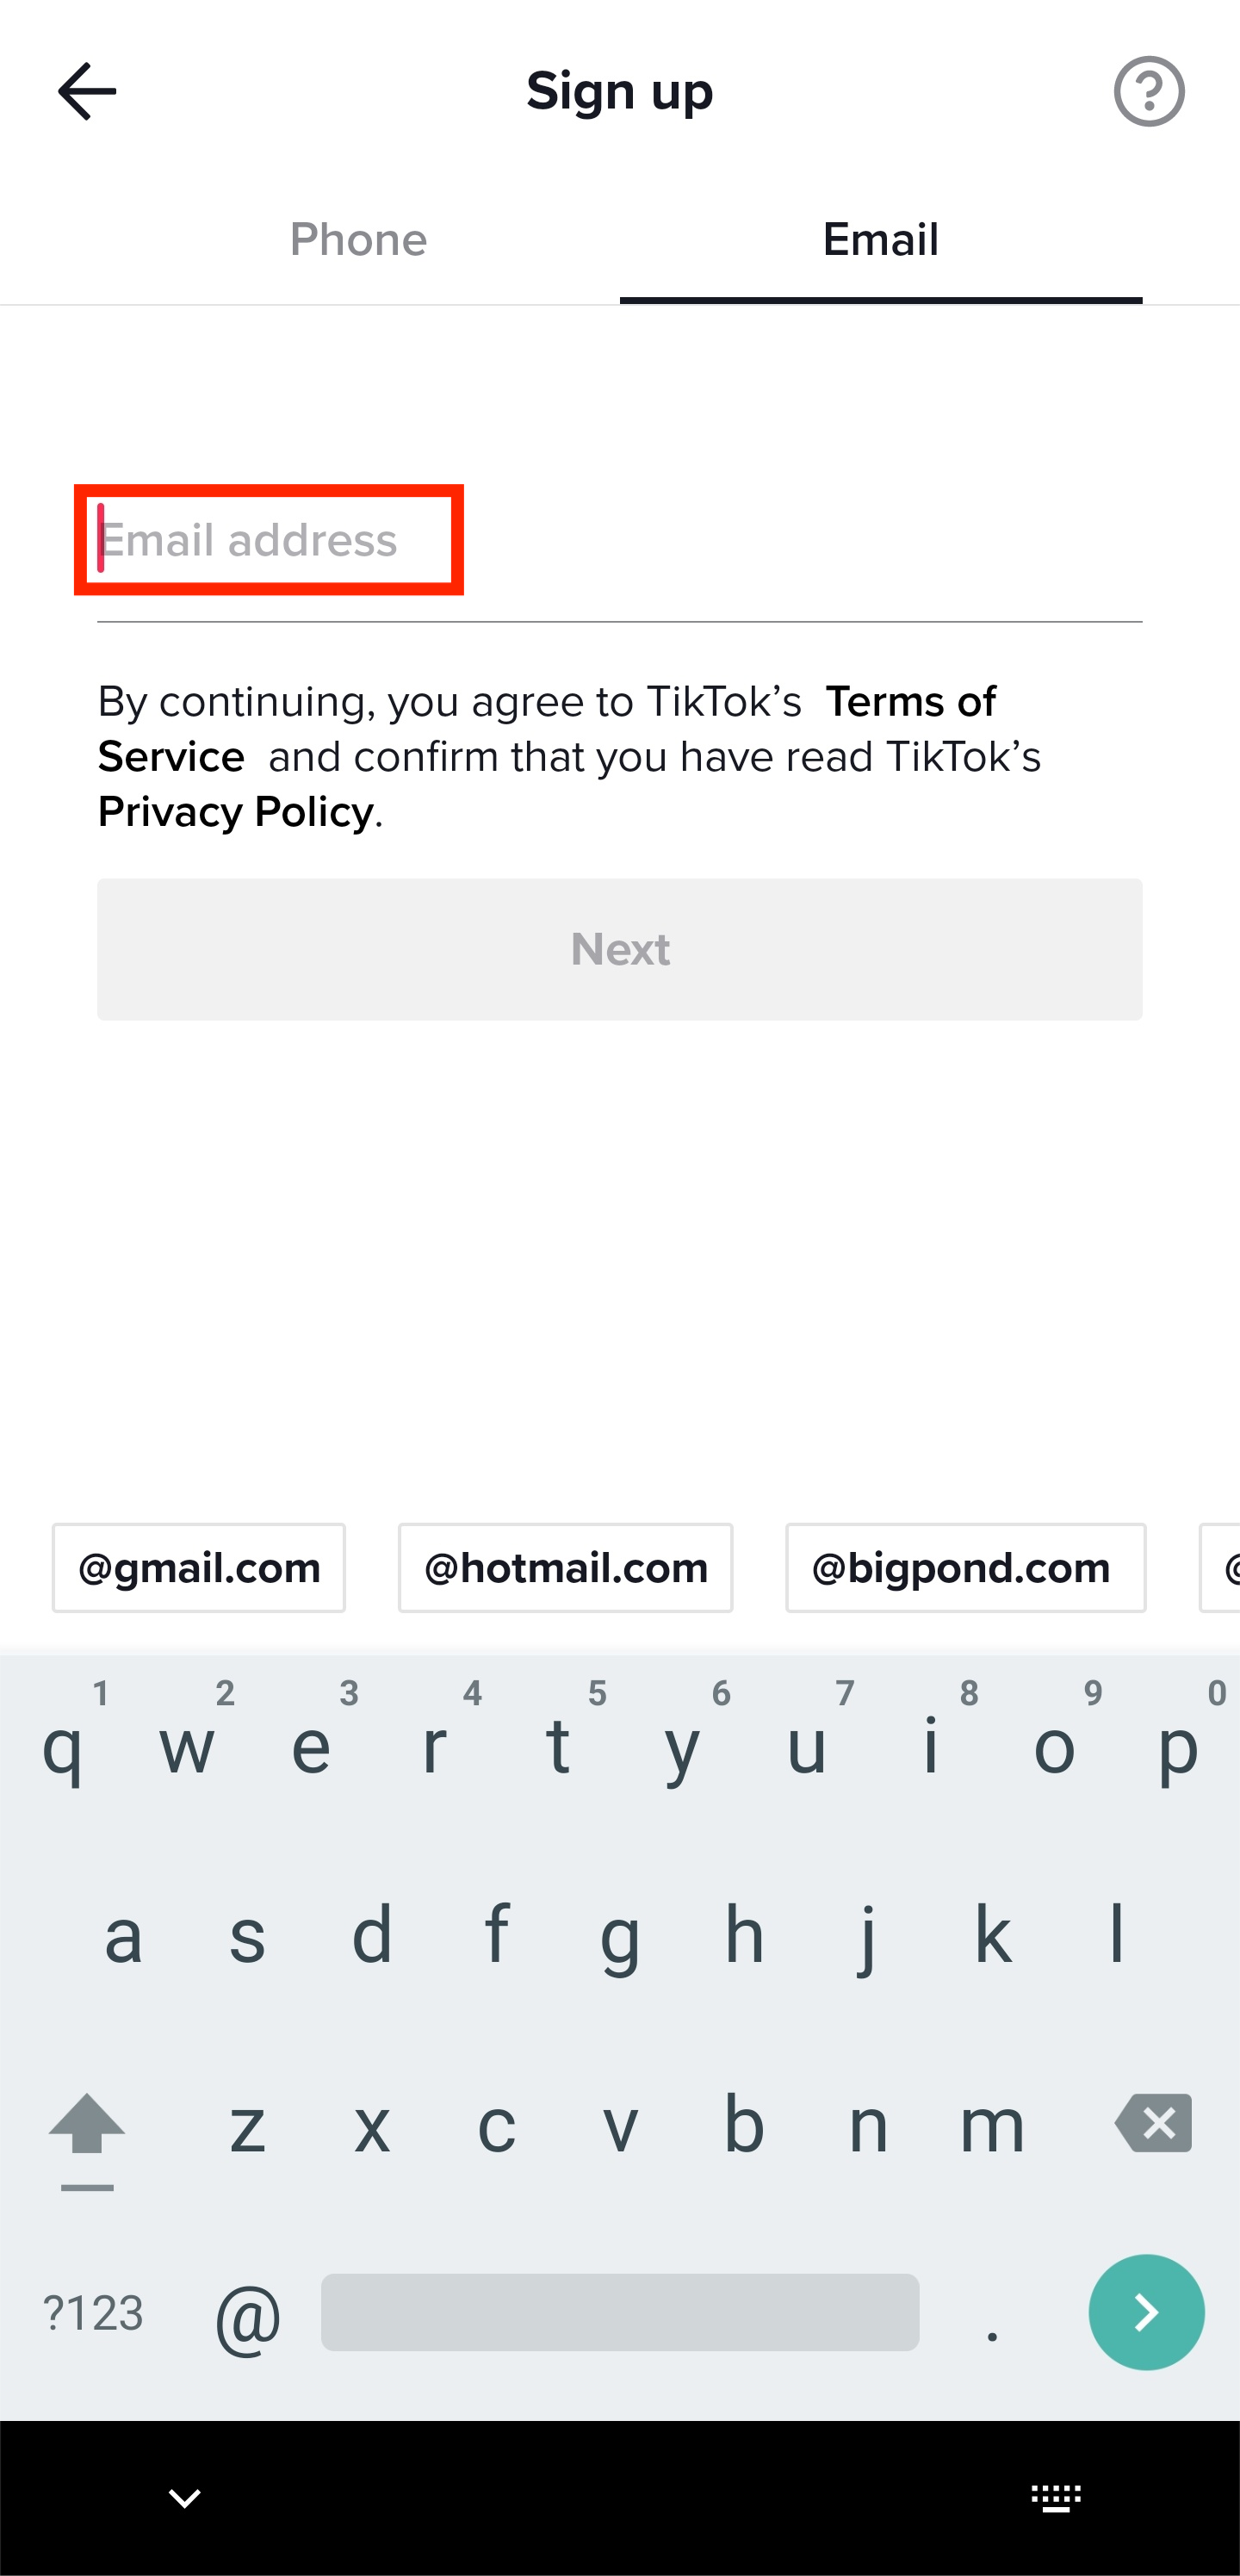 Sign up
Phone Email
Email address
By continuing, you agree to TikTok’s Terms of
Service and confirm that you have read TikTok’s
Privacy Policy.
Next
@gmail.com @hotmail.com @bigpond.com @
1 2 3 4 5 6 7 8 9 0
q w e r t y u i o p
a s d f g h j k l
z x c v b n m
?123 @ .